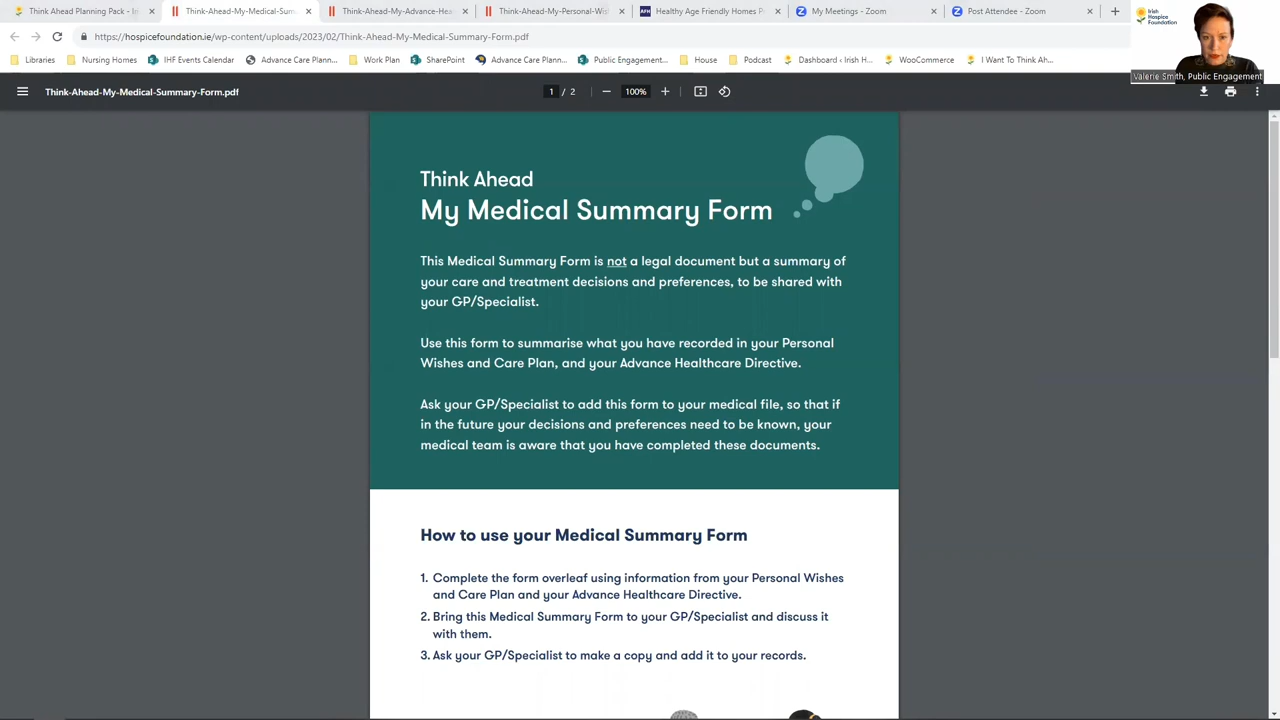 Think Ahead Planning Pack - I
Think-Ahead-My-Medical-Sum
Think-Ahead-My-Advance-Hea
Think-Ahead-My-Personal-Wis
Healthy Age Friendly Homes P
My Meetings - Zoom
Post Attendee - Zoom
https://hospicefoundation.ie/wp-content/uploads/2023/02/Think-Ahead-My-Medical-Summary-Form.pdf
Irish
Hospice
Foundation
Libraries
Nursing Homes
IHF Events Calendar
Advance Care Plann...
Work Plan
SharePoint
Advance Care Plann...
Public Engagement...
House
Podcast
Dashboard ‹ Irish H...
WooCommerce
I Want To Think Ah...
Valerie Smith, Public Engagement
Think-Ahead-My-Medical-Summary-Form.pdf
1 / 2
100%
Think Ahead
My Medical Summary Form
This Medical Summary Form is not a legal document but a summary of
your care and treatment decisions and preferences, to be shared with
your GP/Specialist.
Use this form to summarise what you have recorded in your Personal
Wishes and Care Plan, and your Advance Healthcare Directive.
Ask your GP/Specialist to add this form to your medical file, so that if
in the future your decisions and preferences need to be known, your
medical team is aware that you have completed these documents.
How to use your Medical Summary Form
1. Complete the form overleaf using information from your Personal Wishes
and Care Plan and your Advance Healthcare Directive.
2. Bring this Medical Summary Form to your GP/Specialist and discuss it
with them.
3. Ask your GP/Specialist to make a copy and add it to your records.